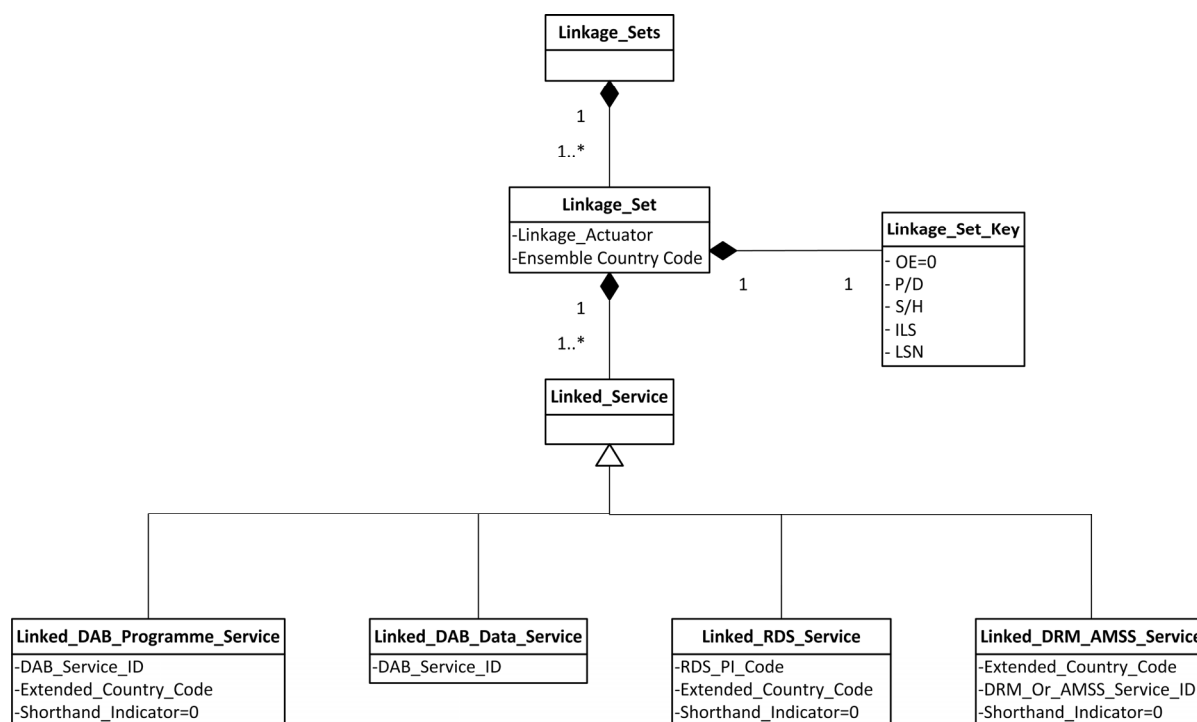 Linkage_Sets
1
1..*
Linkage_Set
-Linkage_Actuator
-Ensemble Country Code
1
1
Linkage_Set_Key
- OE=0
- P/D
- S/H
- ILS
- LSN
1
1..*
Linked_Service
Linked_DAB_Programme_Service
-DAB_Service_ID
-Extended_Country_Code
-Shorthand_Indicator=0
Linked_DAB_Data_Service
-DAB_Service_ID
Linked_RDS_Service
-RDS_PI_Code
-Extended_Country_Code
-Shorthand_Indicator=0
Linked_DRM_AMSS_Service
-Extended_Country_Code
-DRM_Or_AMSS_Service_ID
-Shorthand_Indicator=0